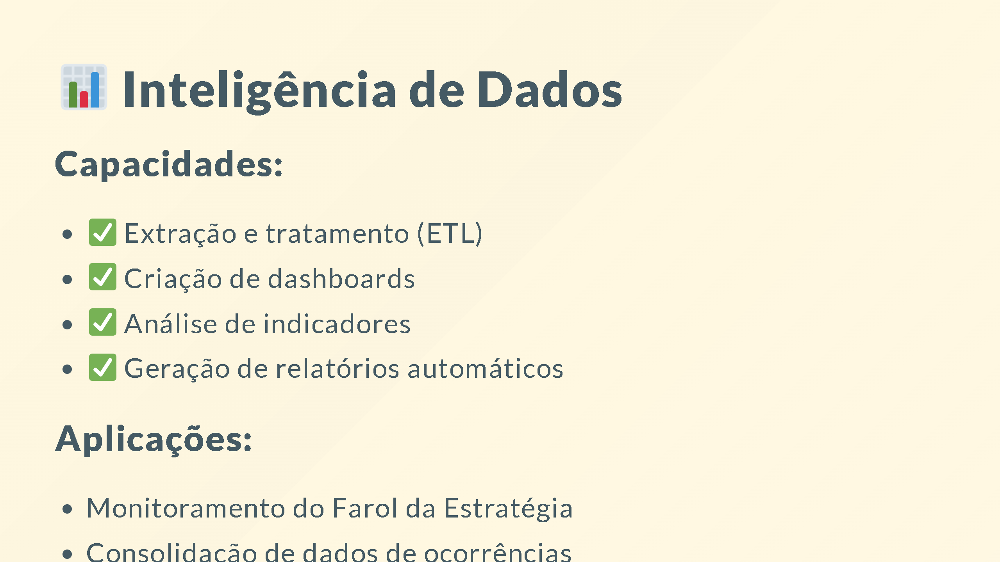 📊 Inteligência de Dados
Capacidades:
• ✅ Extração e tratamento (ETL)
• ✅ Criação de dashboards
• ✅ Análise de indicadores
• ✅ Geração de relatórios automáticos
Aplicações:
• Monitoramento do Farol da Estratégia
• Consolidação de dados de ocorrências